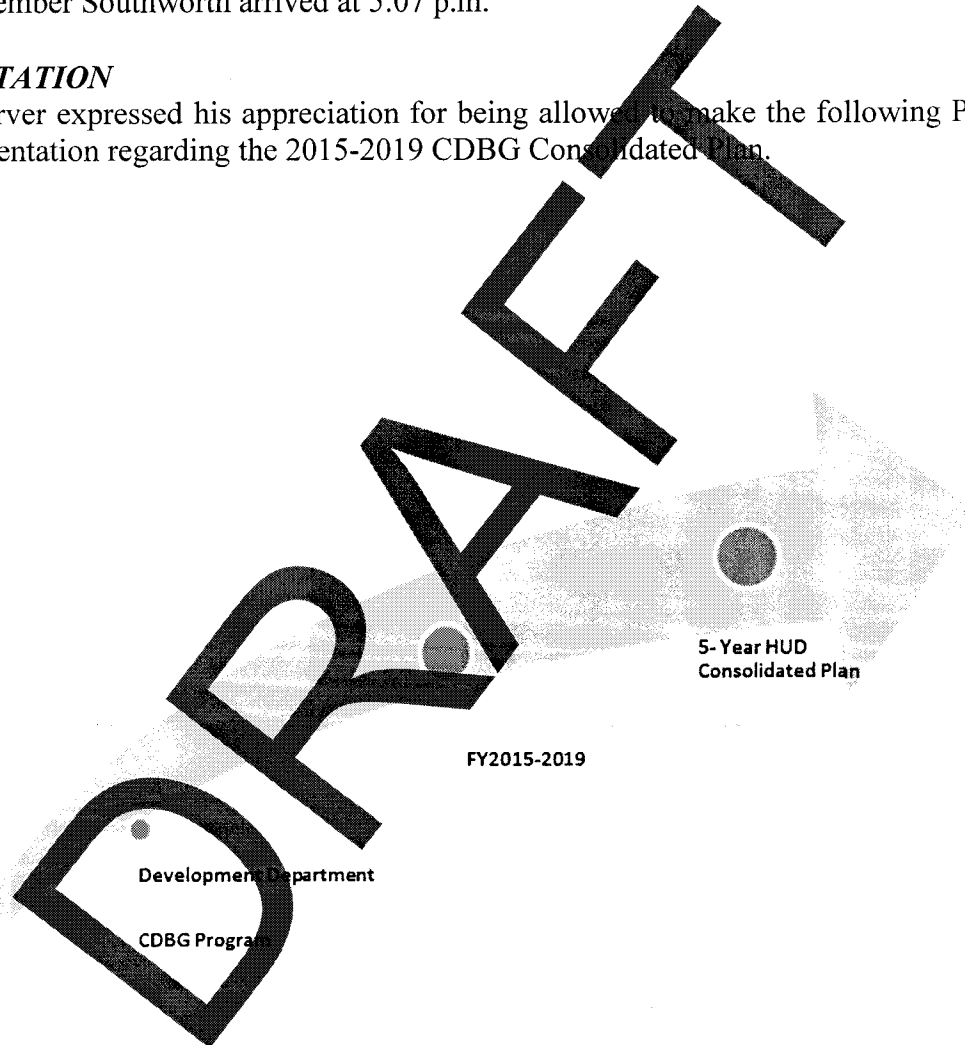 ember Southworth arrived at 5:07 p.m.
TATION
rver expressed his appreciation for being allowed to make the following P
entation regarding the 2015-2019 CDBG Consolidated Plan.
DRAFT
5- Year HUD
Consolidated Plan
FY2015-2019
Development Department
CDBG Program